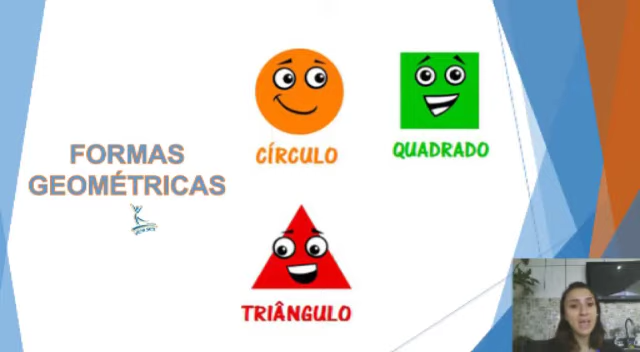 FORMAS
GEOMÉTRICAS
CÍRCULO
QUADRADO
TRIÂNGULO